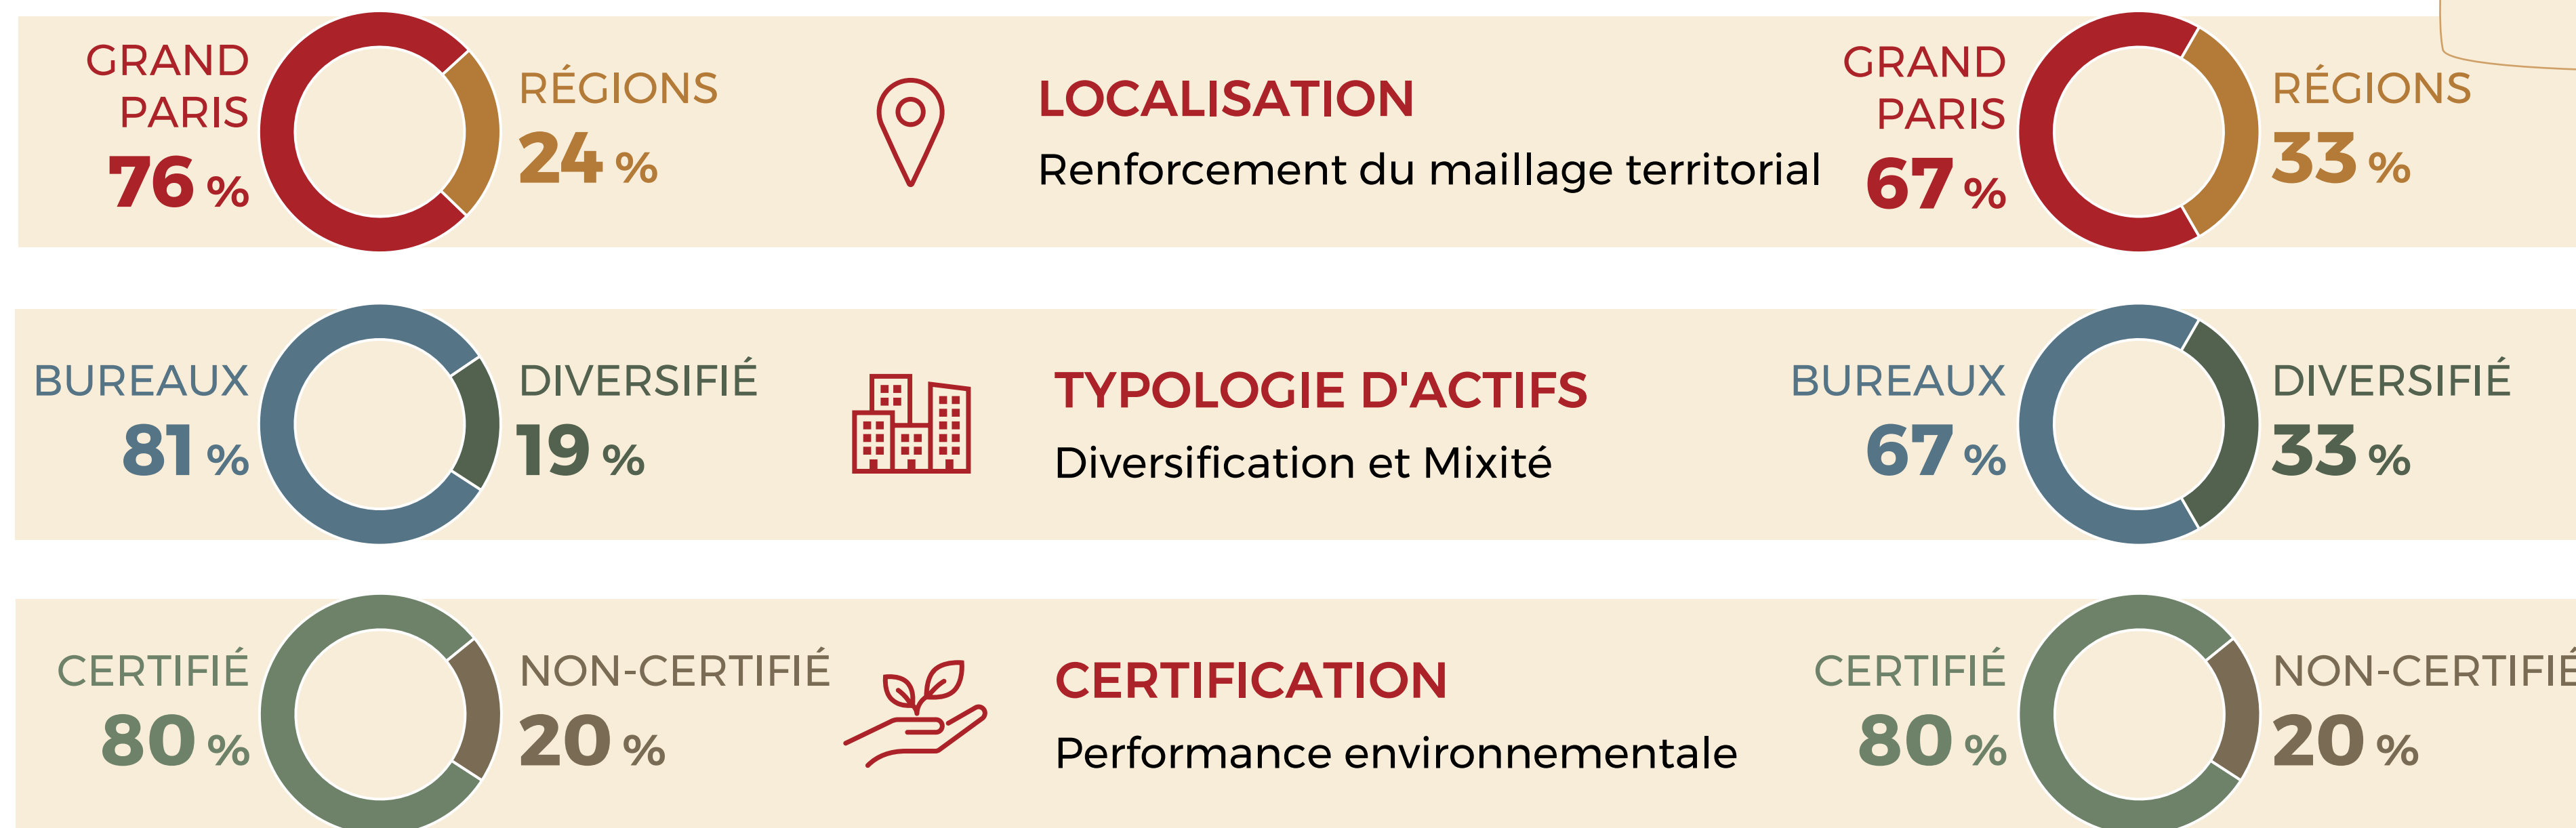 GRAND
PARIS
76 %
RÉGIONS
24 %
LOCALISATION
Renforcement du maillage territorial
GRAND
PARIS
67 %
RÉGIONS
33 %
BUREAUX
81 %
DIVERSIFIÉ
19 %
TYPOLOGIE D'ACTIFS
Diversification et Mixité
BUREAUX
67 %
DIVERSIFIÉ
33 %
CERTIFIÉ
80 %
NON-CERTIFIÉ
20 %
CERTIFICATION
Performance environnementale
CERTIFIÉ
80 %
NON-CERTIFIÉ
20 %